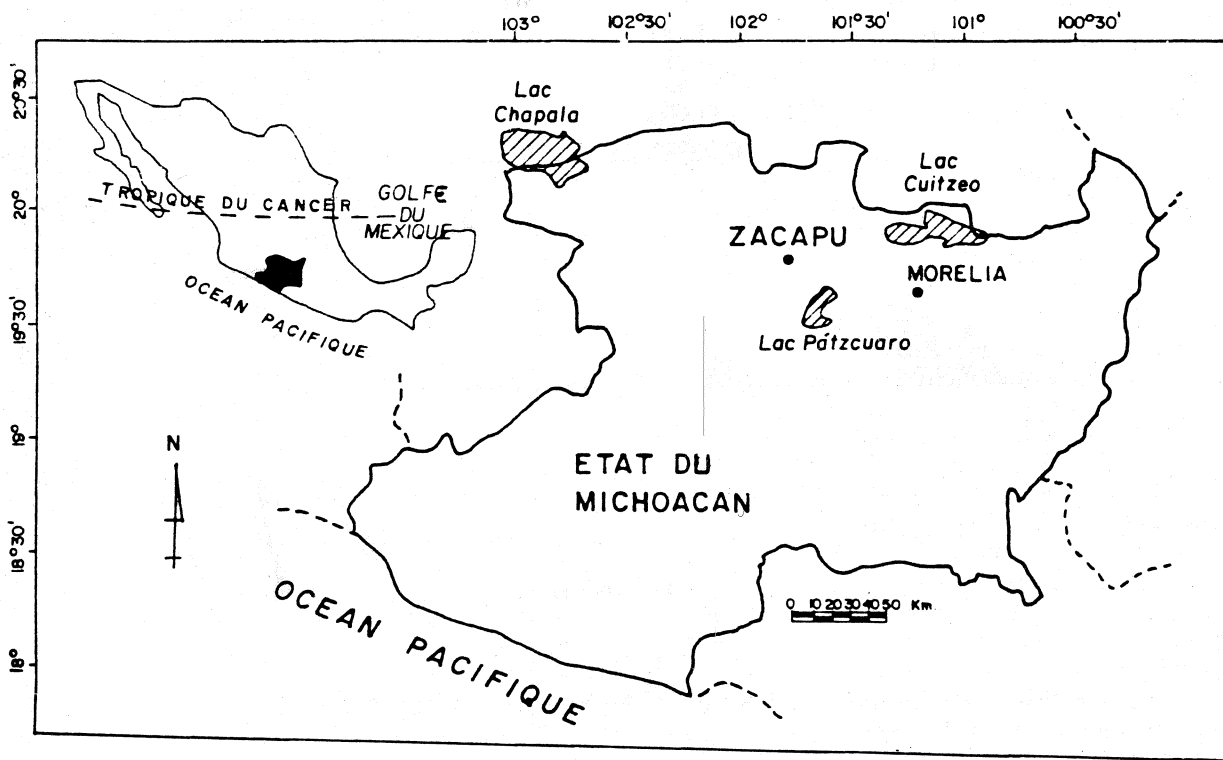 103°
102°30'
102°
101°30'
101°
100°30'
20°30'
20°
19°30'
19°
18°30'
18°
TROPIQUE DU CANCER
GOLFE
DU
MEXIQUE
OCEAN PACIFIQUE
Lac
Chapala
Lac
Cuitzeo
ZACAPU
MORELIA
Lac Pátzcuaro
N
ETAT DU
MICHOACAN
0 10 20 30 40 50 Km.
OCEAN PACIFIQUE